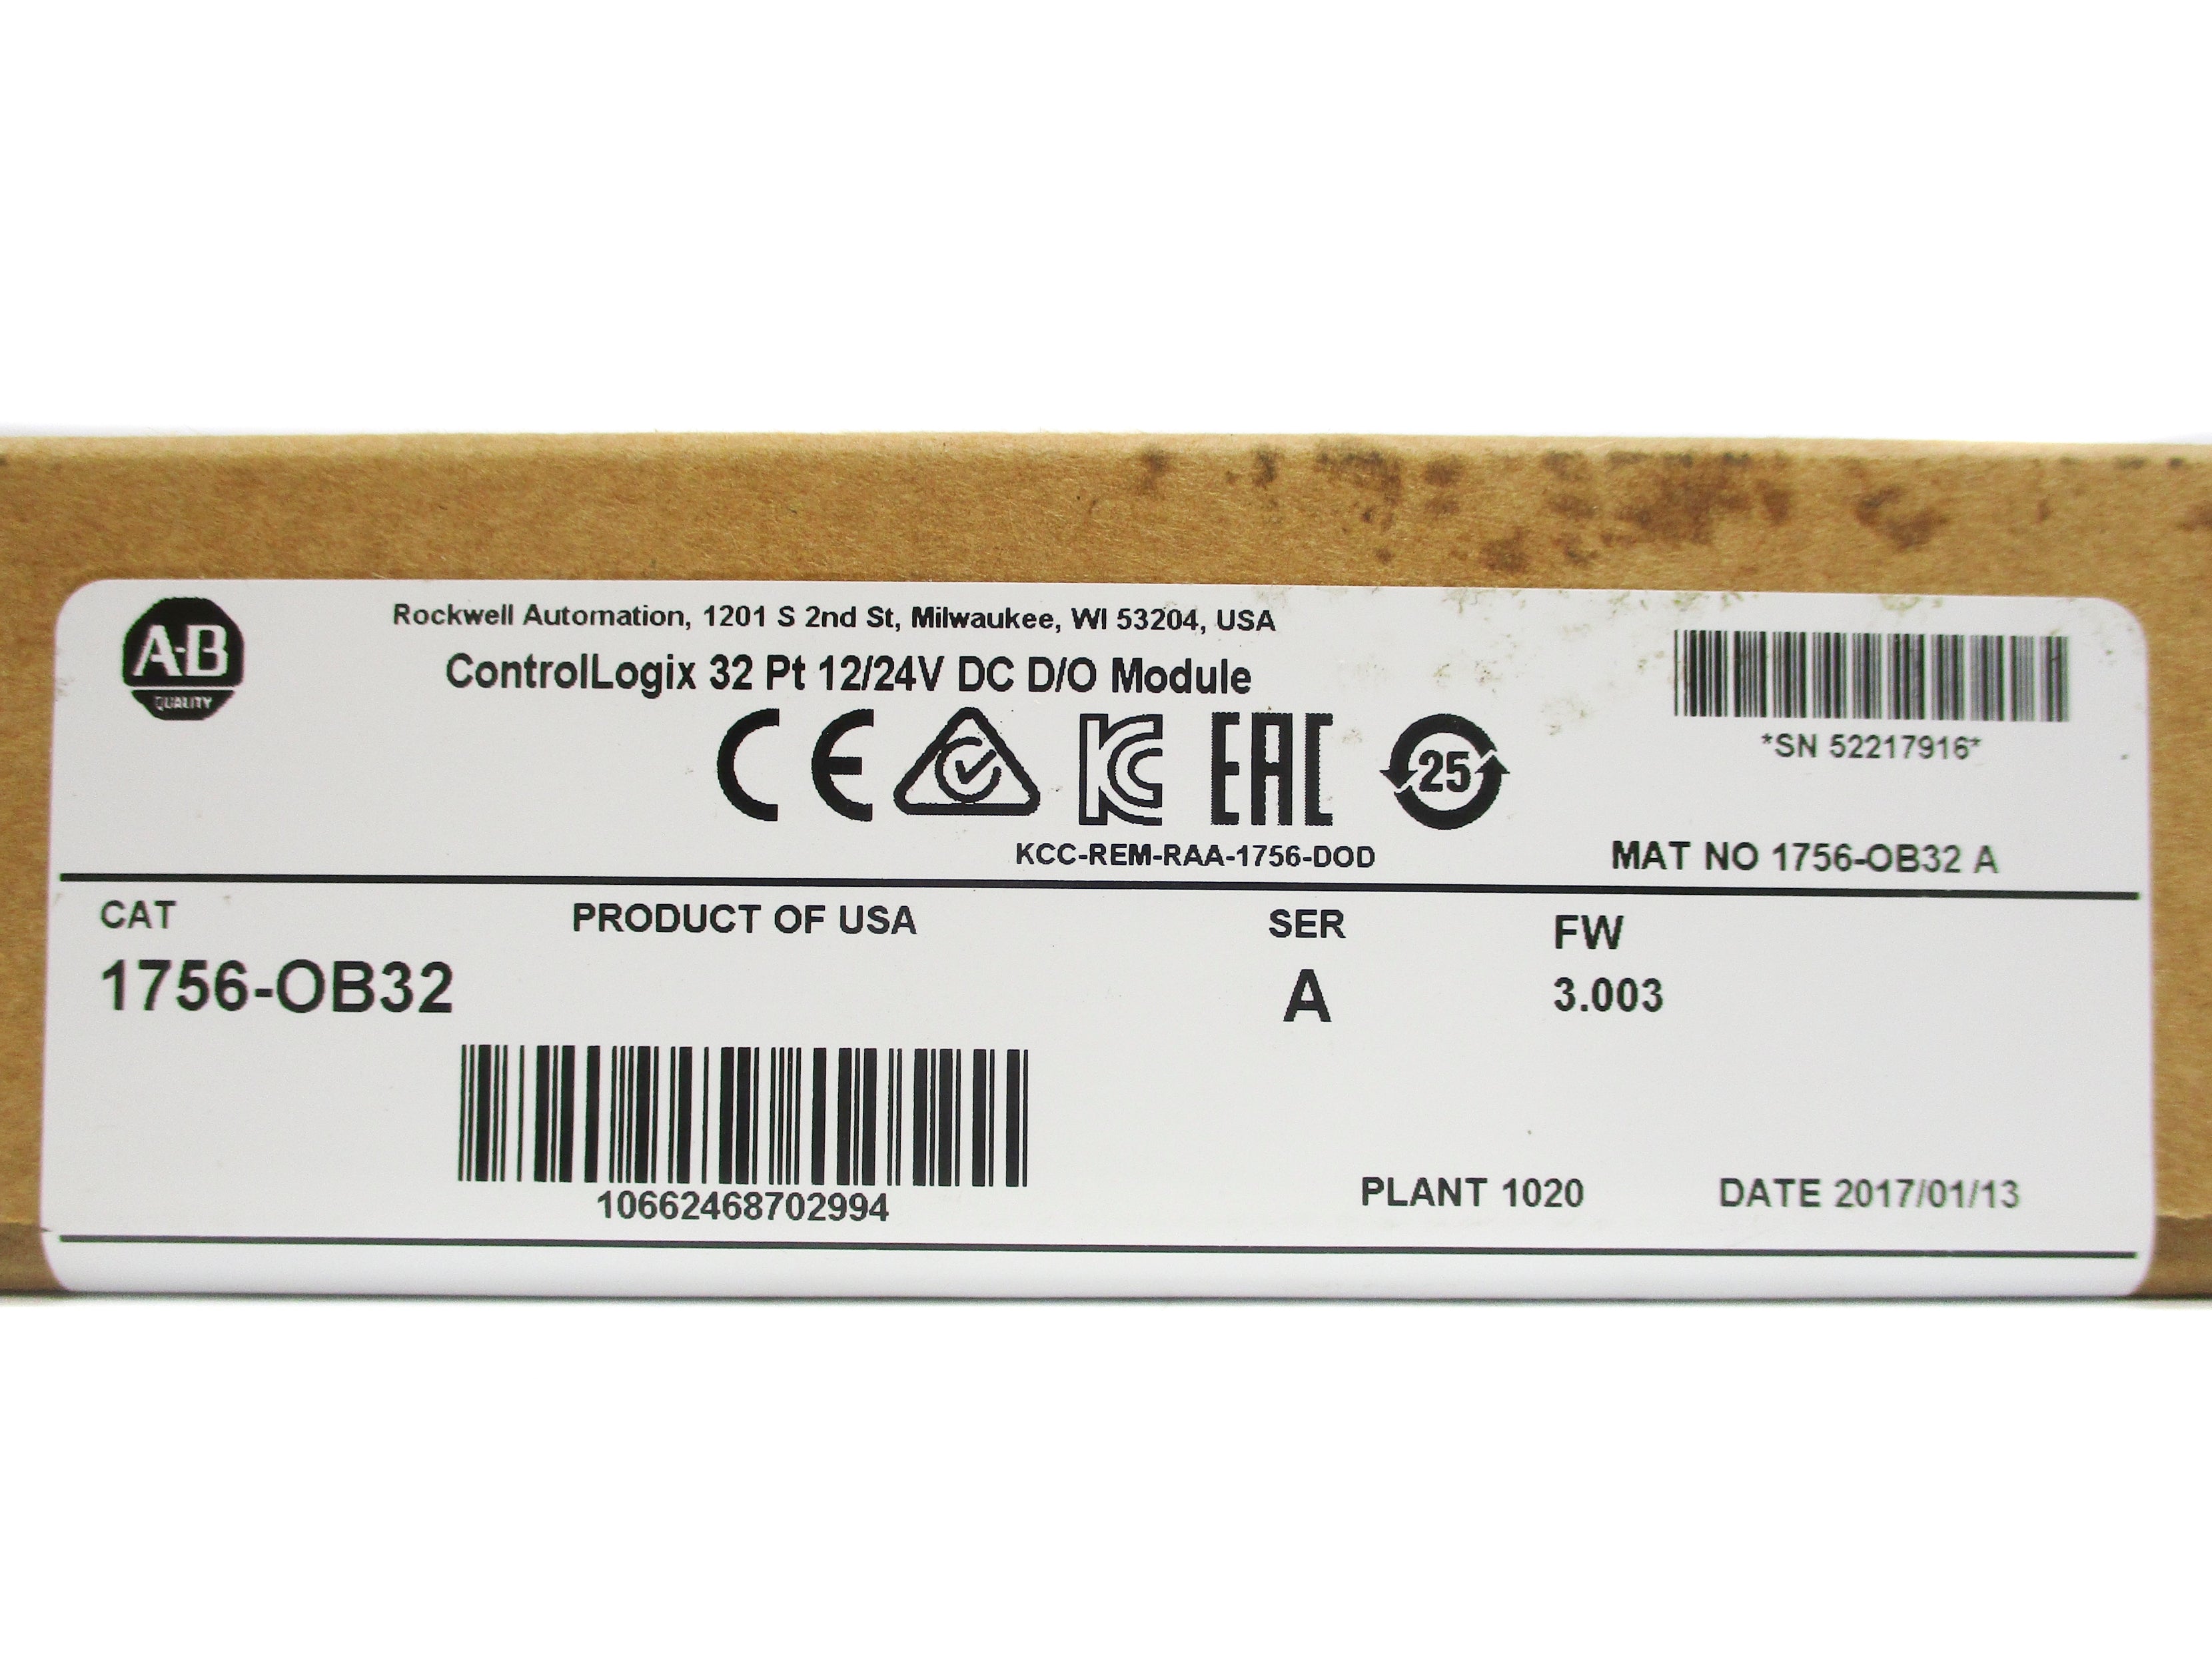 A-B
QUALITY
Rockwell Automation, 1201 S 2nd St, Milwaukee, WI 53204, USA
ControlLogix 32 Pt 12/24V DC D/O Module
CE KC EAC 25
KCC-REM-RAA-1756-DOD
*SN 52217916*
MAT NO 1756-OB32 A
CAT
1756-OB32
PRODUCT OF USA
SER
A
FW
3.003
10662468702994
PLANT 1020
DATE 2017/01/13